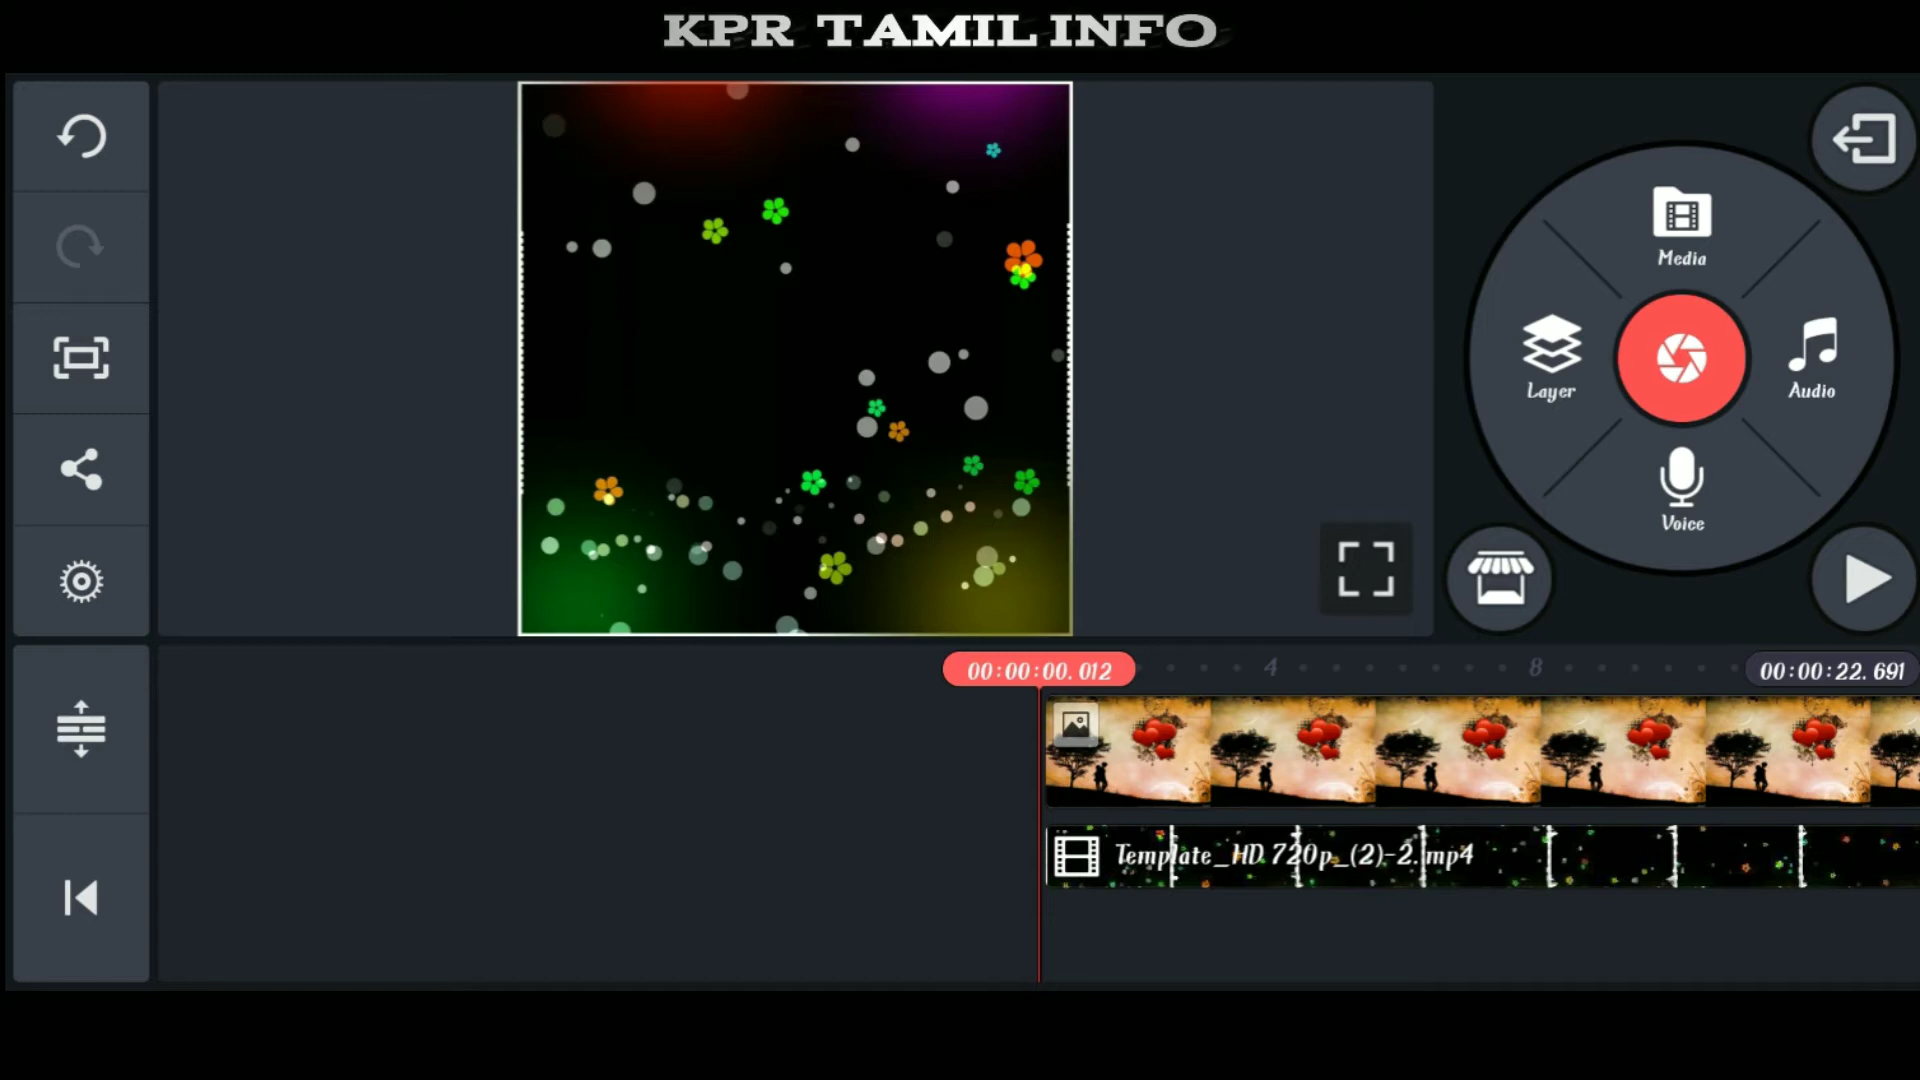 KPR TAMIL INFO
Media
Layer
Audio
Voice
00:00:00.012
4
8
00:00:22.691
Template_HD 720p_(2)-2.mp4